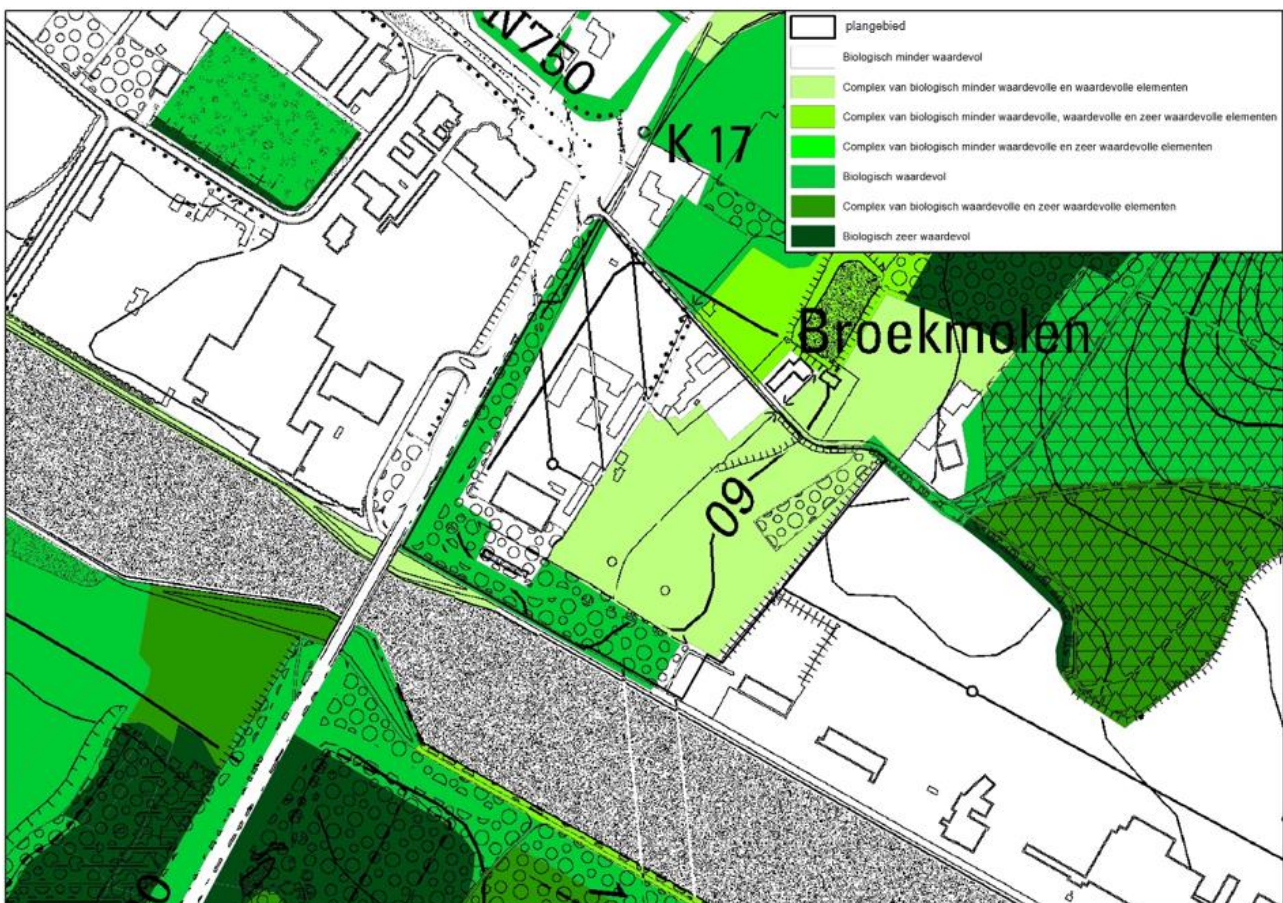 N750
K 17
Broekmolen
60
plangebied
Biologisch minder waardevol
Complex van biologisch minder waardevolle en waardevolle elementen
Complex van biologisch minder waardevolle, waardevolle en zeer waardevolle elementen
Complex van biologisch minder waardevolle en zeer waardevolle elementen
Biologisch waardevol
Complex van biologisch waardevolle en zeer waardevolle elementen
Biologisch zeer waardevol